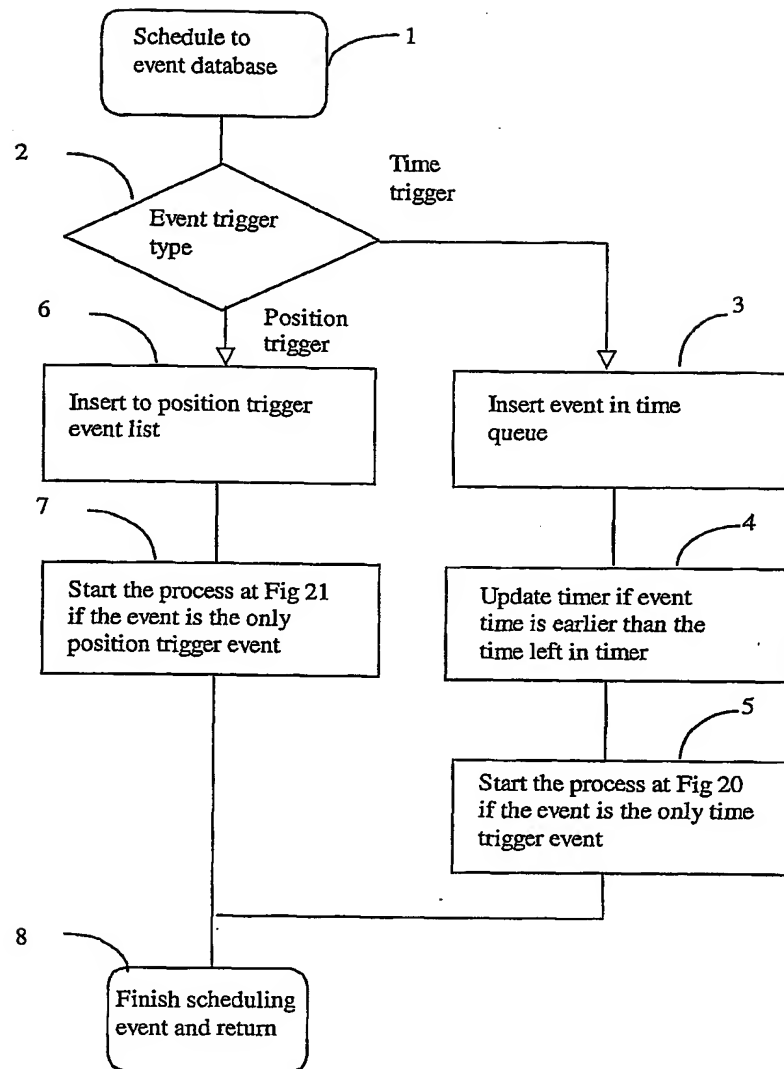 Schedule to
event database
1
2
Time
trigger
Event trigger
type
6
Position
trigger
3
Insert to position trigger
event list
Insert event in time
queue
7
4
Start the process at Fig 21
if the event is the only
position trigger event
Update timer if event
time is earlier than the
time left in timer
5
Start the process at Fig 20
if the event is the only time
trigger event
8
Finish scheduling
event and return